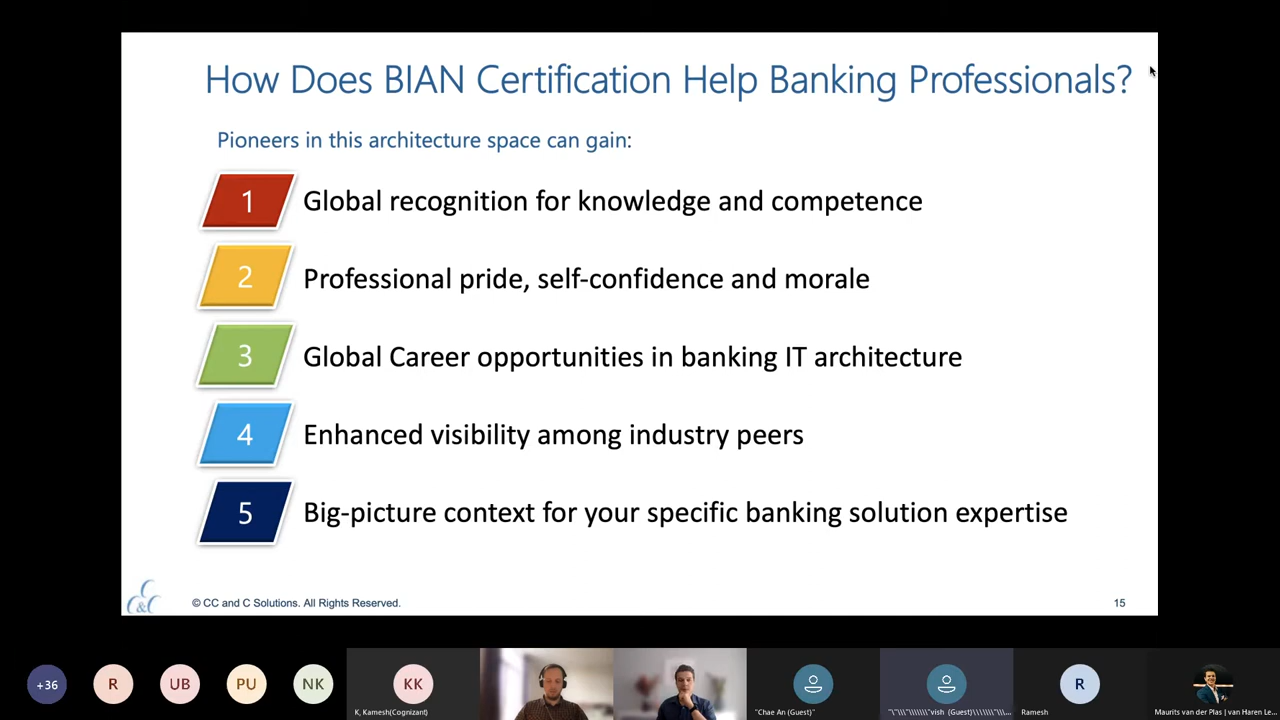 How Does BIAN Certification Help Banking Professionals?
Pioneers in this architecture space can gain:
1 Global recognition for knowledge and competence
2 Professional pride, self-confidence and morale
3 Global Career opportunities in banking IT architecture
4 Enhanced visibility among industry peers
5 Big-picture context for your specific banking solution expertise
C
C&C
© CC and C Solutions. All Rights Reserved.
15
+36
R
UB
PU
NK
KK
R
K, Kamesh(Cognizant)
"Chae An (Guest)"
"\"\\"\\\\\\\"vish (Guest)\\\\\\\"\\...
Ramesh
Maurits van der Plas | van Haren Le...